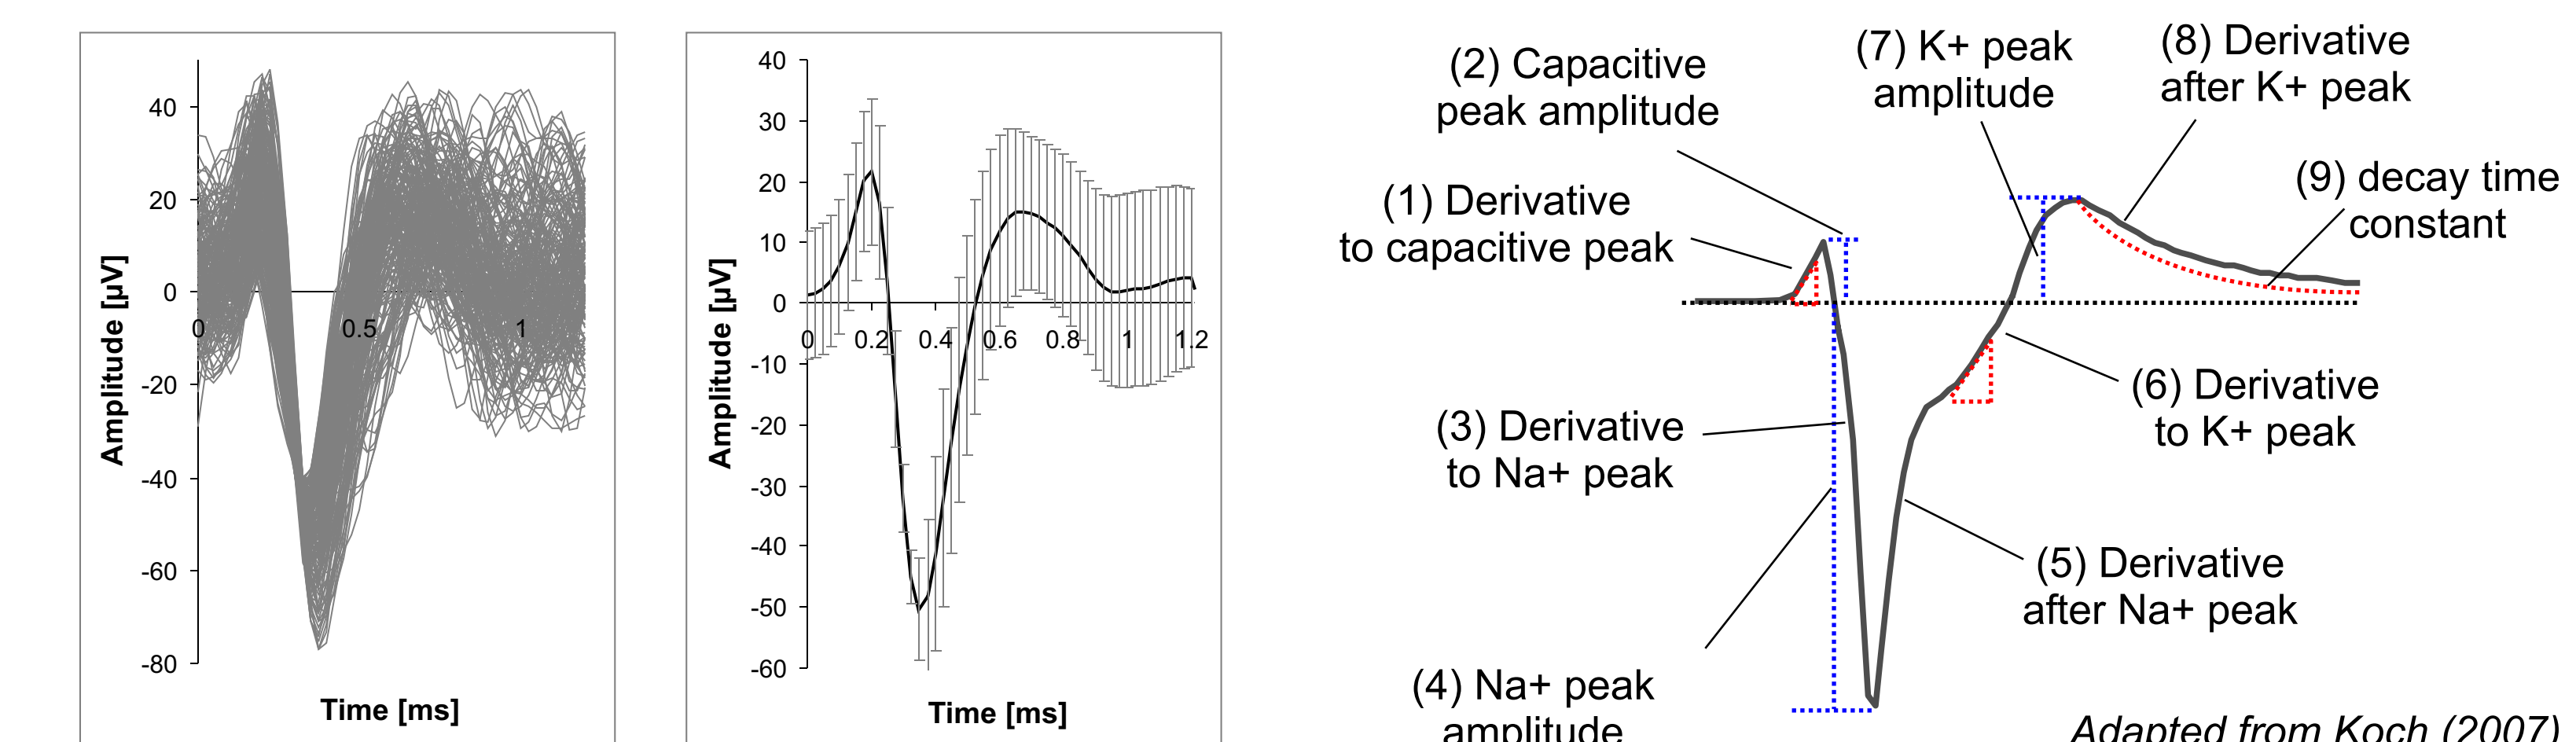 40
20
0
-20
-40
-60
-80
0
0.5
1
Amplitude [µV]
Time [ms]
40
30
20
10
0
-10
-20
-30
-40
-50
-60
0
0.2
0.4
0.6
0.8
1
1.2
Amplitude [µV]
Time [ms]
(1) Derivative
to capacitive peak
(2) Capacitive
peak amplitude
(3) Derivative
to Na+ peak
(4) Na+ peak
amplitude
(5) Derivative
after Na+ peak
(6) Derivative
to K+ peak
(7) K+ peak
amplitude
(8) Derivative
after K+ peak
(9) decay time
constant
Adapted from Koch (2007)